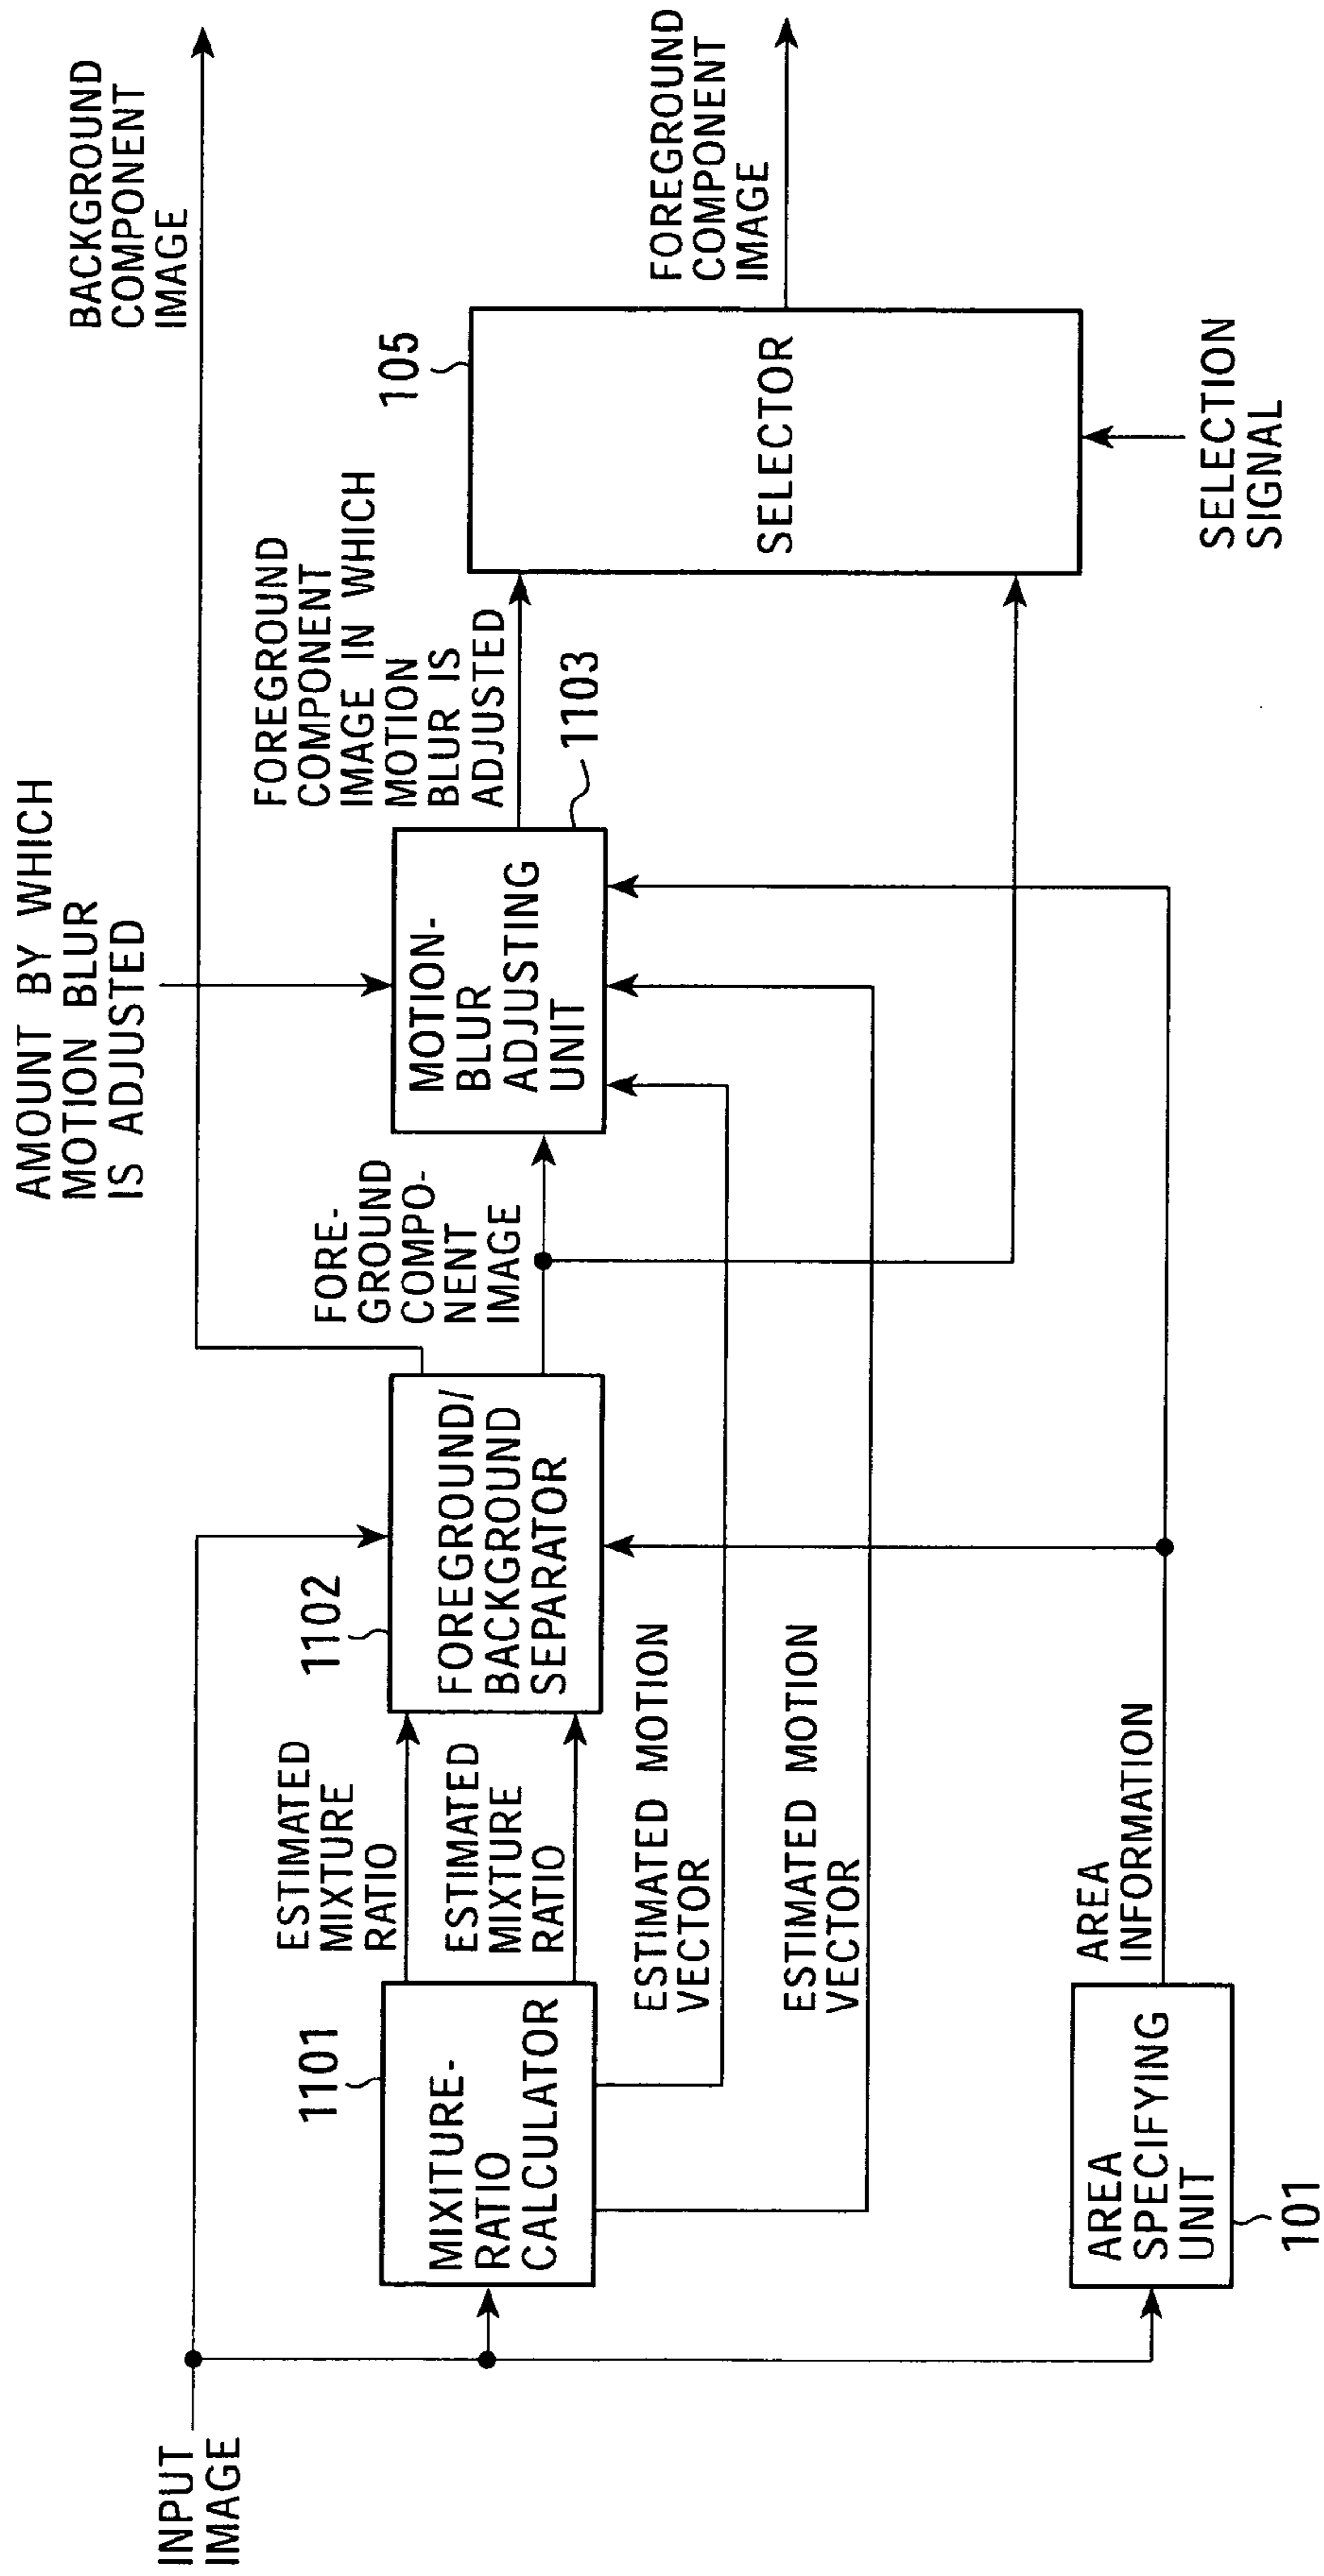 INPUT
IMAGE
1101
MIXTURE-
RATIO
CALCULATOR
AREA
SPECIFYING
UNIT
101
ESTIMATED
MIXTURE
RATIO
ESTIMATED
MIXTURE
RATIO
ESTIMATED MOTION
VECTOR
ESTIMATED MOTION
VECTOR
AREA
INFORMATION
1102
FOREGROUND/
BACKGROUND
SEPARATOR
FORE-
GROUND
COMPO-
NENT
IMAGE
AMOUNT BY WHICH
MOTION BLUR
IS ADJUSTED
MOTION-
BLUR
ADJUSTING
UNIT
1103
FOREGROUND
COMPONENT
IMAGE IN WHICH
MOTION
BLUR IS
ADJUSTED
105
SELECTOR
SELECTION
SIGNAL
BACKGROUND
COMPONENT
IMAGE
FOREGROUND
COMPONENT
IMAGE